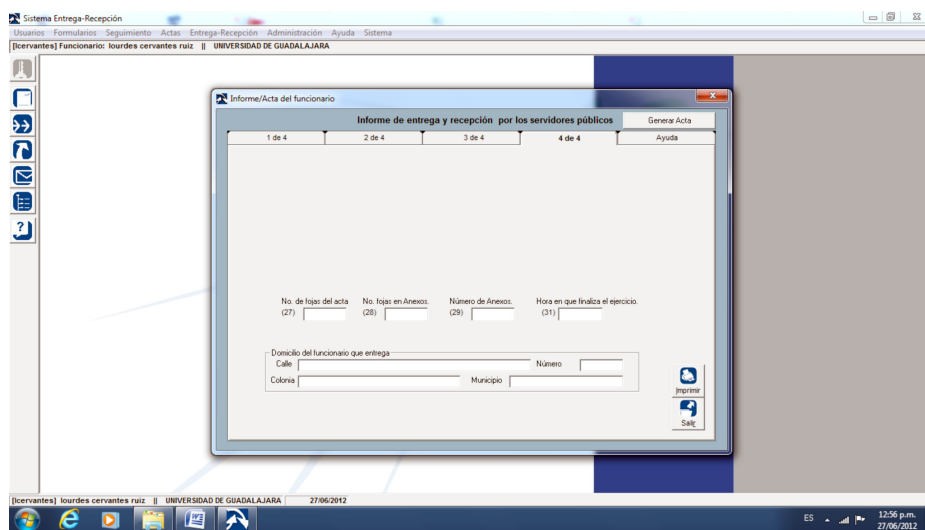 Sistema Entrega-Recepción
Usuarios Formularios Seguimiento Actas Entrega-Recepción Administración Ayuda Sistema
[lcervantes] Funcionario: lourdes cervantes ruiz || UNIVERSIDAD DE GUADALAJARA
Informe/Acta del funcionario
Informe de entrega y recepción por los servidores públicos Generar Acta
1 de 4 2 de 4 3 de 4 4 de 4 Ayuda
No. de fojas del acta No. fojas en Anexos. Número de Anexos. Hora en que finaliza el ejercicio.
(27) (28) (29) (31)
Domicilio del funcionario que entrega
Calle Número
Colonia Municipio
Imprimir
Salir
[lcervantes] lourdes cervantes ruiz || UNIVERSIDAD DE GUADALAJARA 27/06/2012
ES 12:56 p.m.
27/06/2012